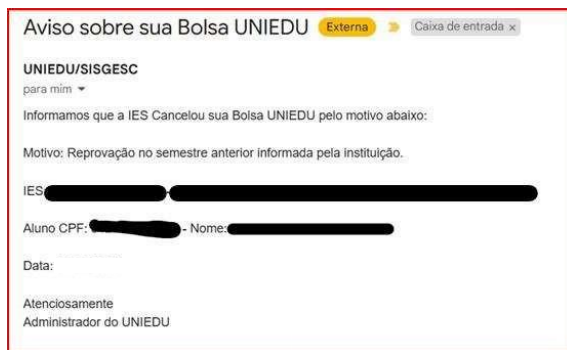 Aviso sobre sua Bolsa UNIEDU Externa Caixa de entrada x
UNIEDU/SISGESC
para mim
Informamos que a IES Cancelou sua Bolsa UNIEDU pelo motivo abaixo:
Motivo: Reprovação no semestre anterior informada pela instituição.
IES
Aluno CPF: - Nome:
Data:
Atenciosamente
Administrador do UNIEDU